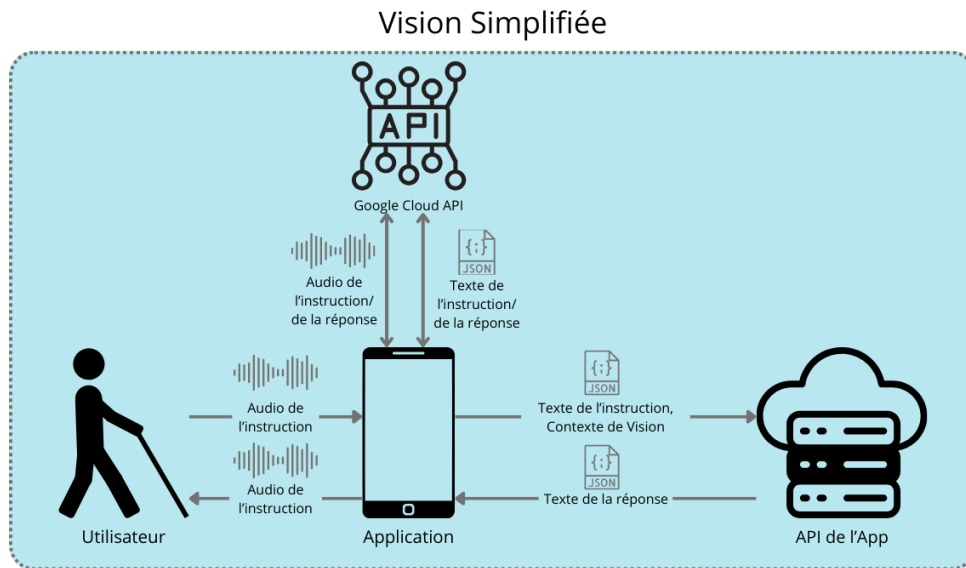 Vision Simplifiée
API
Google Cloud API
Audio de
l'instruction/
de la réponse
{;}
JSON
Texte de
l'instruction/
de la réponse
Audio de
l'instruction
{;}
JSON
Texte de l'instruction,
Contexte de Vision
Audio de
l'instruction
{;}
JSON
Texte de la réponse
Utilisateur
Application
API de l'App